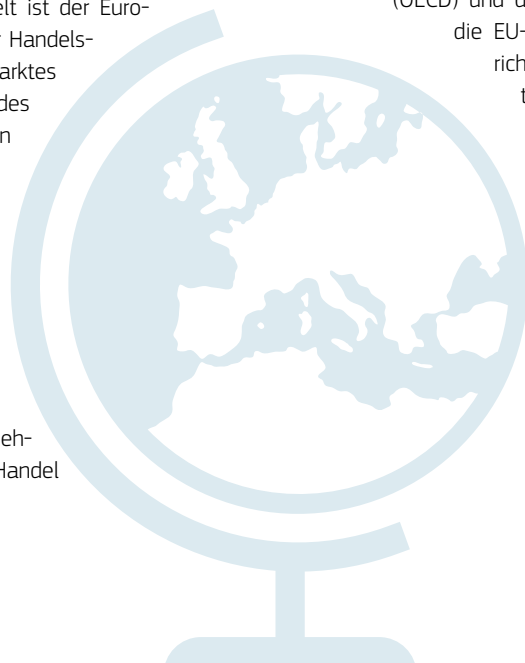 elt ist der Euro-
Handels-
arktes
des
n
eh-
Handel
(OECD) und d
die EU-
rich
t